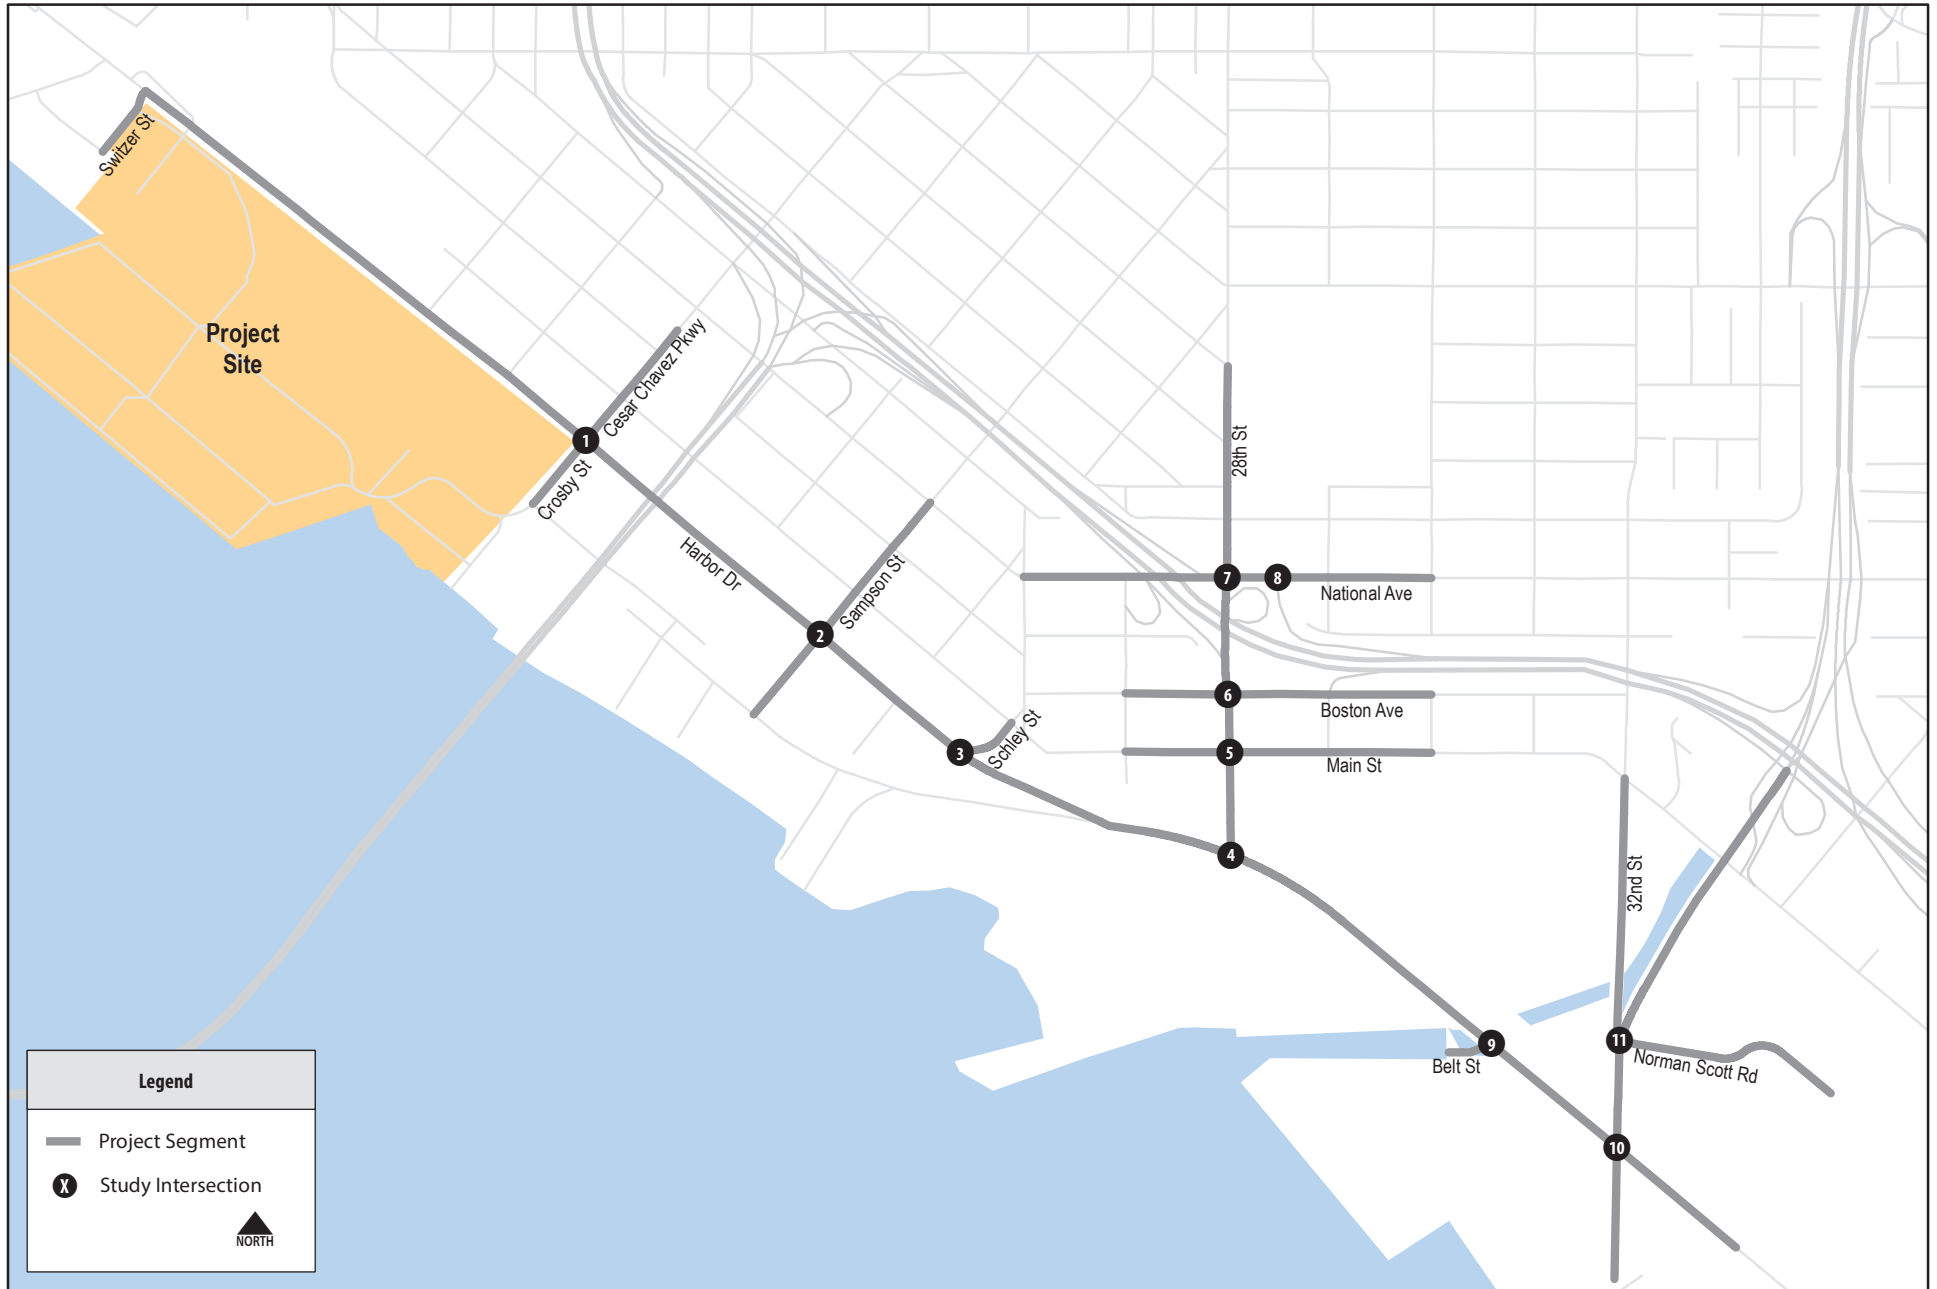 Switzer St
Project
Site
Cesar Chavez Pkwy
1
Crosby St
28th St
Harbor Dr
Sampson St
7
8
National Ave
2
6
Boston Ave
Schley St
3
5
Main St
4
32nd St
9
Belt St
11
Norman Scott Rd
10
Legend
Project Segment
X Study Intersection
NORTH